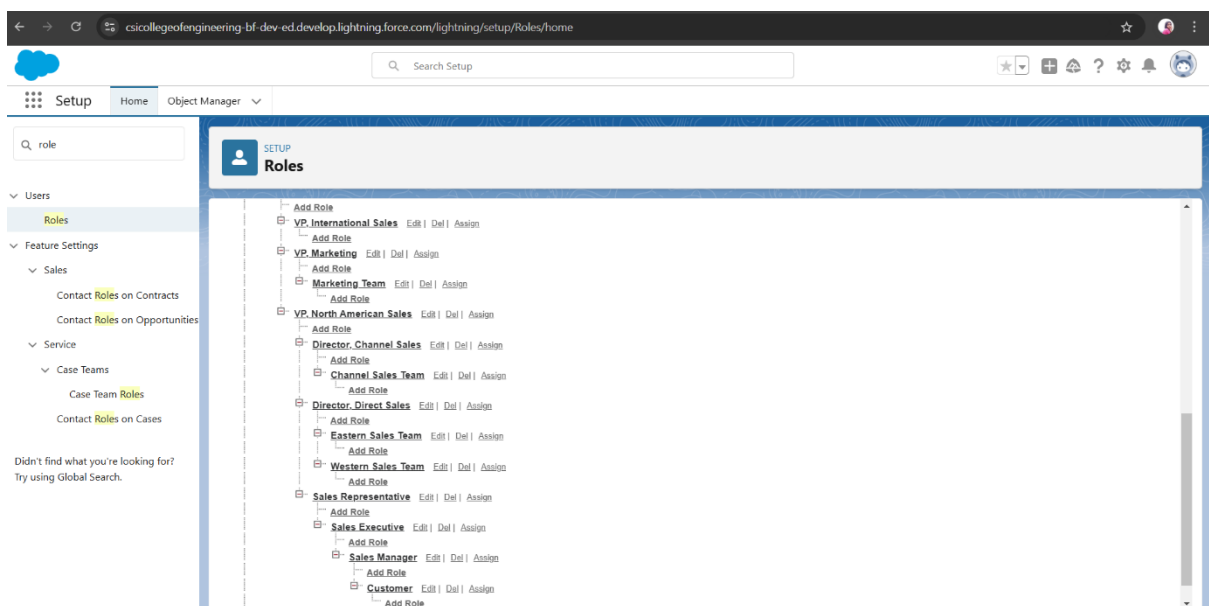 csicollegeofengineering-bf-dev-ed.develop.lightning.force.com/lightning/setup/Roles/home
Search Setup
Setup Home Object Manager
role
SETUP
Roles
Users
Roles
Feature Settings
Sales
Contact Roles on Contracts
Contact Roles on Opportunities
Service
Case Teams
Case Team Roles
Contact Roles on Cases
Didn't find what you're looking for?
Try using Global Search.
Add Role
VP, International Sales Edit | Del | Assign
Add Role
VP, Marketing Edit | Del | Assign
Add Role
Marketing Team Edit | Del | Assign
Add Role
VP, North American Sales Edit | Del | Assign
Add Role
Director, Channel Sales Edit | Del | Assign
Add Role
Channel Sales Team Edit | Del | Assign
Add Role
Director, Direct Sales Edit | Del | Assign
Add Role
Eastern Sales Team Edit | Del | Assign
Add Role
Western Sales Team Edit | Del | Assign
Add Role
Sales Representative Edit | Del | Assign
Add Role
Sales Executive Edit | Del | Assign
Add Role
Sales Manager Edit | Del | Assign
Add Role
Customer Edit | Del | Assign
Add Role